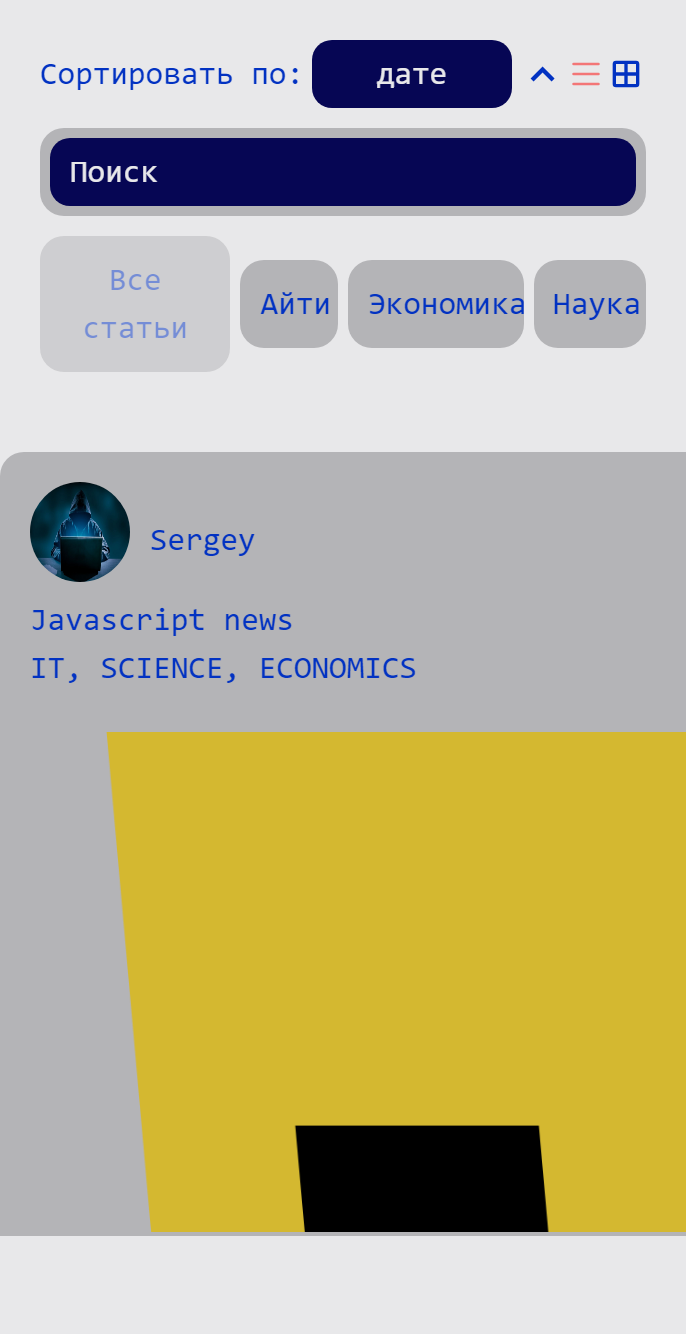 Сортировать по: дате
Поиск
Все
статьи
Айти Экономика Наука
Sergey
Javascript news
IT, SCIENCE, ECONOMICS